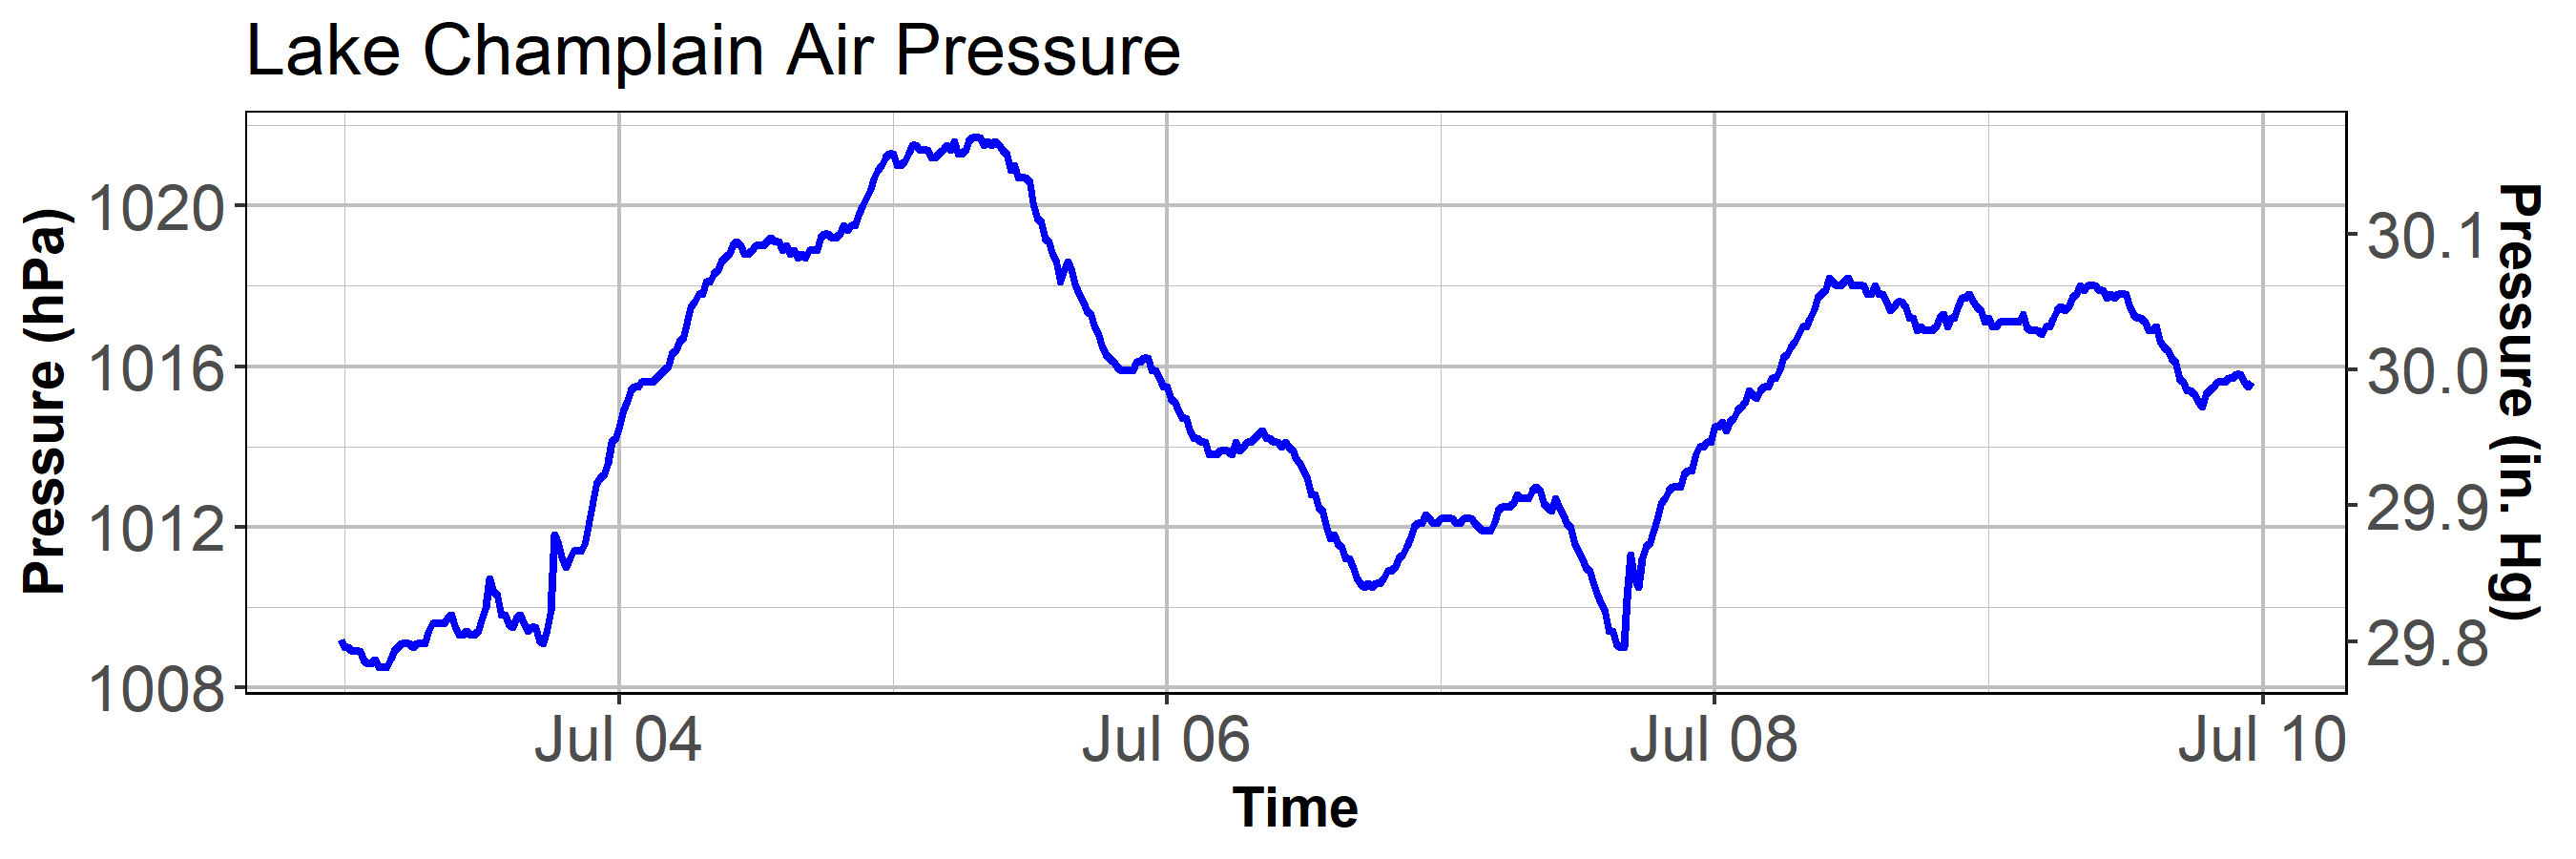 Lake Champlain Air Pressure
Pressure (hPa)
1020
1016
1012
1008
30.1
30.0
29.9
29.8
Pressure (in. Hg)
Jul 04
Jul 06
Jul 08
Jul 10
Time